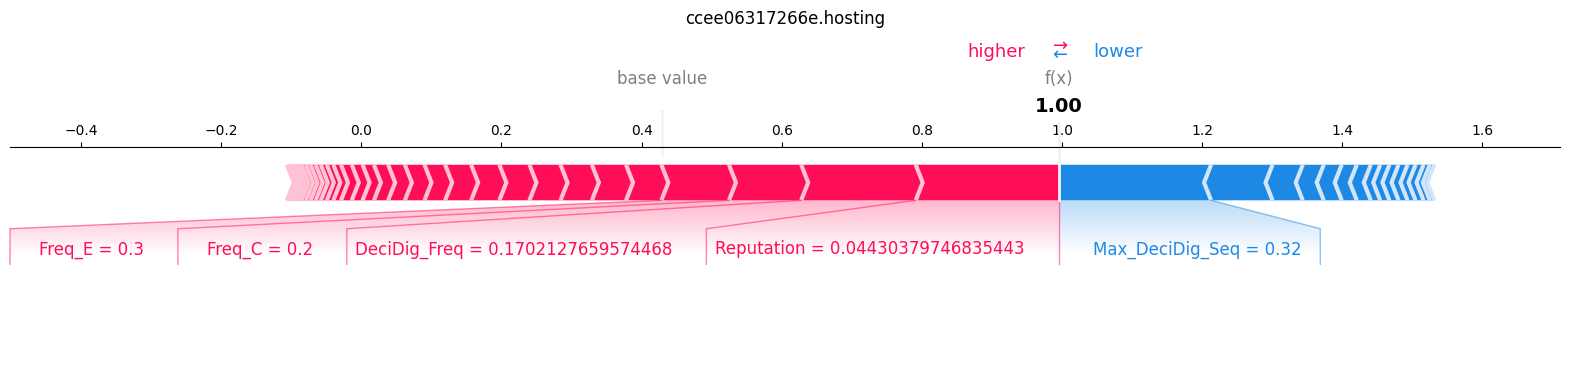 ccee06317266e.hosting
higher → ← lower
base value f(x)
1.00
−0.4 −0.2 0.0 0.2 0.4 0.6 0.8 1.0 1.2 1.4 1.6
Freq_E = 0.3 Freq_C = 0.2 DeciDig_Freq = 0.1702127659574468 Reputation = 0.04430379746835443 Max_DeciDig_Seq = 0.32